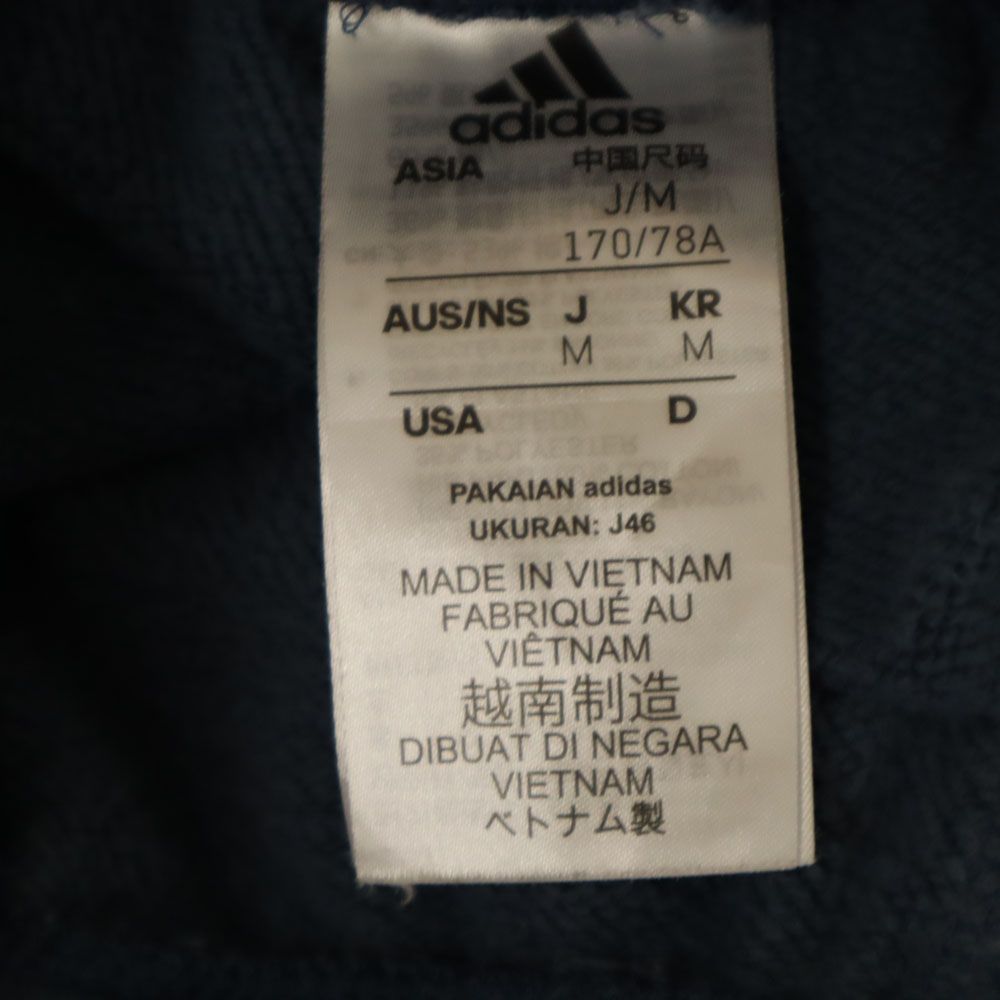 adidas
ASIA 中国尺码
J/M
170/78A
AUS/NS J KR
M M
USA D
PAKAIAN adidas
UKURAN: J46
MADE IN VIETNAM
FABRIQUÉ AU
VIÊTNAM
越南制造
DIBUAT DI NEGARA
VIETNAM
ベトナム製